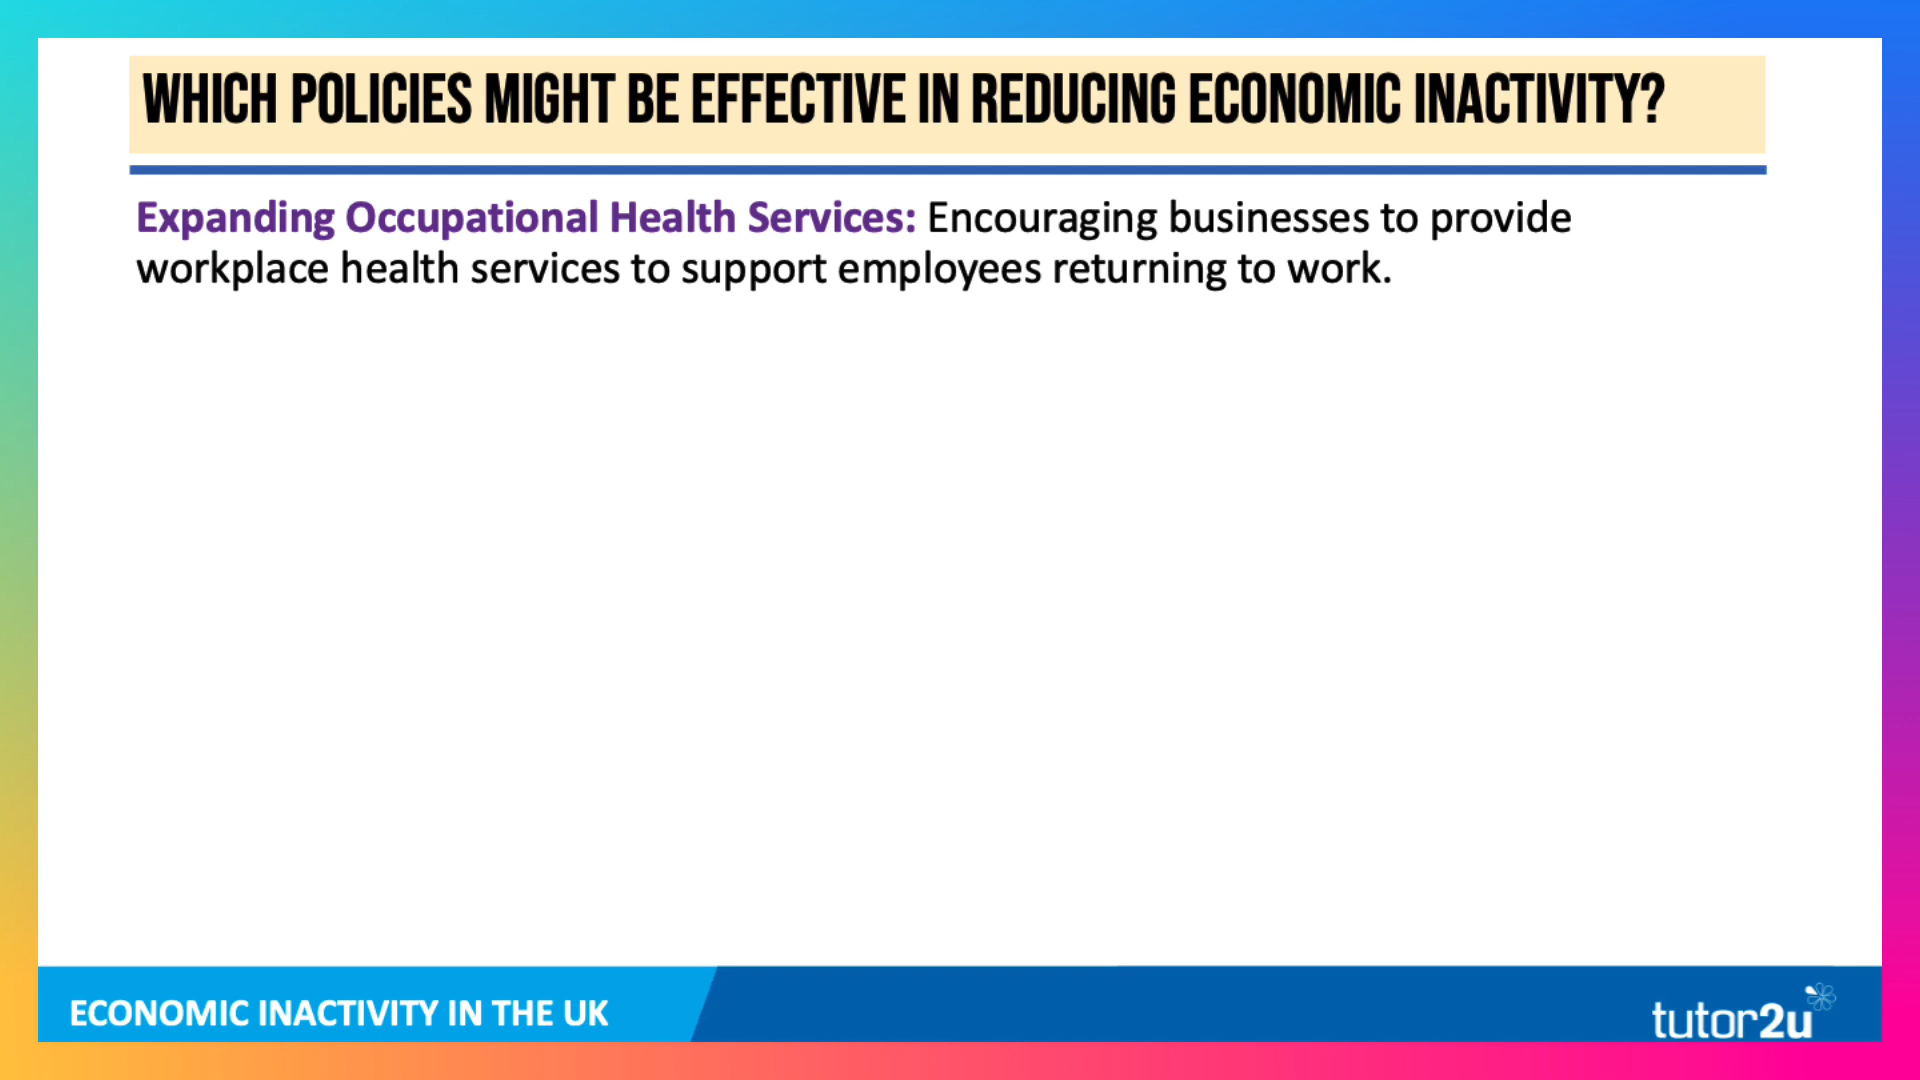 WHICH POLICIES MIGHT BE EFFECTIVE IN REDUCING ECONOMIC INACTIVITY?
Expanding Occupational Health Services: Encouraging businesses to provide
workplace health services to support employees returning to work.
ECONOMIC INACTIVITY IN THE UK
tutor2u